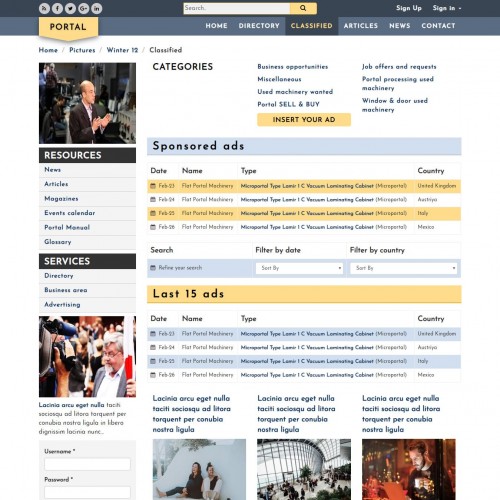 Search..
Sign Up
Sign in
PORTAL
HOME
DIRECTORY
CLASSIFIED
ARTICLES
NEWS
CONTACT
Home / Pictures / Winter 12 / Classified
RESOURCES
News
Articles
Magazines
Events calendar
Portal Manual
Glossary
SERVICES
Directory
Business area
Advertising
Lacinia arcu eget nulla taciti
sociosqu ad litora torquent per
conubia nostra ligula in libero
dignissim lacinia nunc..
Username *
Password *
CATEGORIES
Business opportunities
Miscellaneous
Used machinery wanted
Portal SELL & BUY
INSERT YOUR AD
Job offers and requests
Portal processing used
machinery
Window & door used
machinery
Sponsored ads
Date Name Type Country
Feb-23 Flat Portal Machinery Microportal Type Lamir 1 C Vacuum Laminating Cabinet (Microportal) United Kingdom
Feb-24 Flat Portal Machinery Microportal Type Lamir 1 C Vacuum Laminating Cabinet (Microportal) Austriya
Feb-25 Flat Portal Machinery Microportal Type Lamir 1 C Vacuum Laminating Cabinet (Microportal) Italy
Feb-26 Flat Portal Machinery Microportal Type Lamir 1 C Vacuum Laminating Cabinet (Microportal) Mexico
Search Filter by date Filter by country
Refine your search Sort By Sort By
Last 15 ads
Date Name Type Country
Feb-23 Flat Portal Machinery Microportal Type Lamir 1 C Vacuum Laminating Cabinet (Microportal) United Kingdom
Feb-24 Flat Portal Machinery Microportal Type Lamir 1 C Vacuum Laminating Cabinet (Microportal) Austriya
Feb-25 Flat Portal Machinery Microportal Type Lamir 1 C Vacuum Laminating Cabinet (Microportal) Italy
Feb-26 Flat Portal Machinery Microportal Type Lamir 1 C Vacuum Laminating Cabinet (Microportal) Mexico
Lacinia arcu eget nulla
taciti sociosqu ad litora
torquent per conubia
nostra ligula
Lacinia arcu eget nulla
taciti sociosqu ad litora
torquent per conubia
nostra ligula
Lacinia arcu eget nulla
taciti sociosqu ad litora
torquent per conubia
nostra ligula